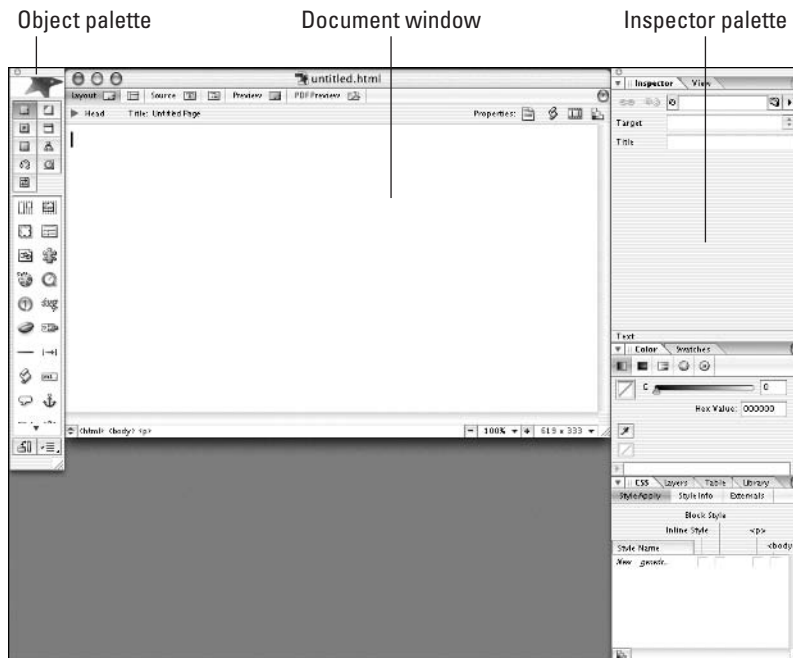 Object palette
Document window
Inspector palette
untitled.html
Layout
Source
Preview
PDF Preview
Head
Title: Untitled Page
Properties:
<html> <body> <p>
100%
619 x 333
Inspector
View
Target
Title
Text
Color
Swatches
C
0
Hex Value: 000000
CSS
Layers
Table
Library
Style Apply
Style Info
Externals
Block Style
Inline Style
<p>
Style Name
<body
New
svg